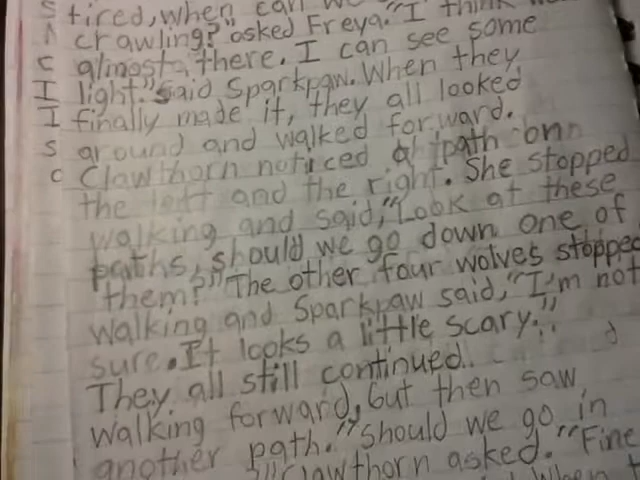 S tired, when can we
A crawling?" asked Freya. "I think
C almost there. I can see some
I light." said Sparkpaw. When they
I finally made it, they all looked
S around and walked forward.
C Clawthorn noticed a path on
the left and the right. She stopped
walking and said, "Look at these
paths, should we go down one of
them?" The other four wolves stopped
walking and Sparkpaw said, "I'm not
sure. It looks a little scary."
They all still continued
walking forward, but then saw
another path. "Should we go in
Clawthorn asked. "Fine
When